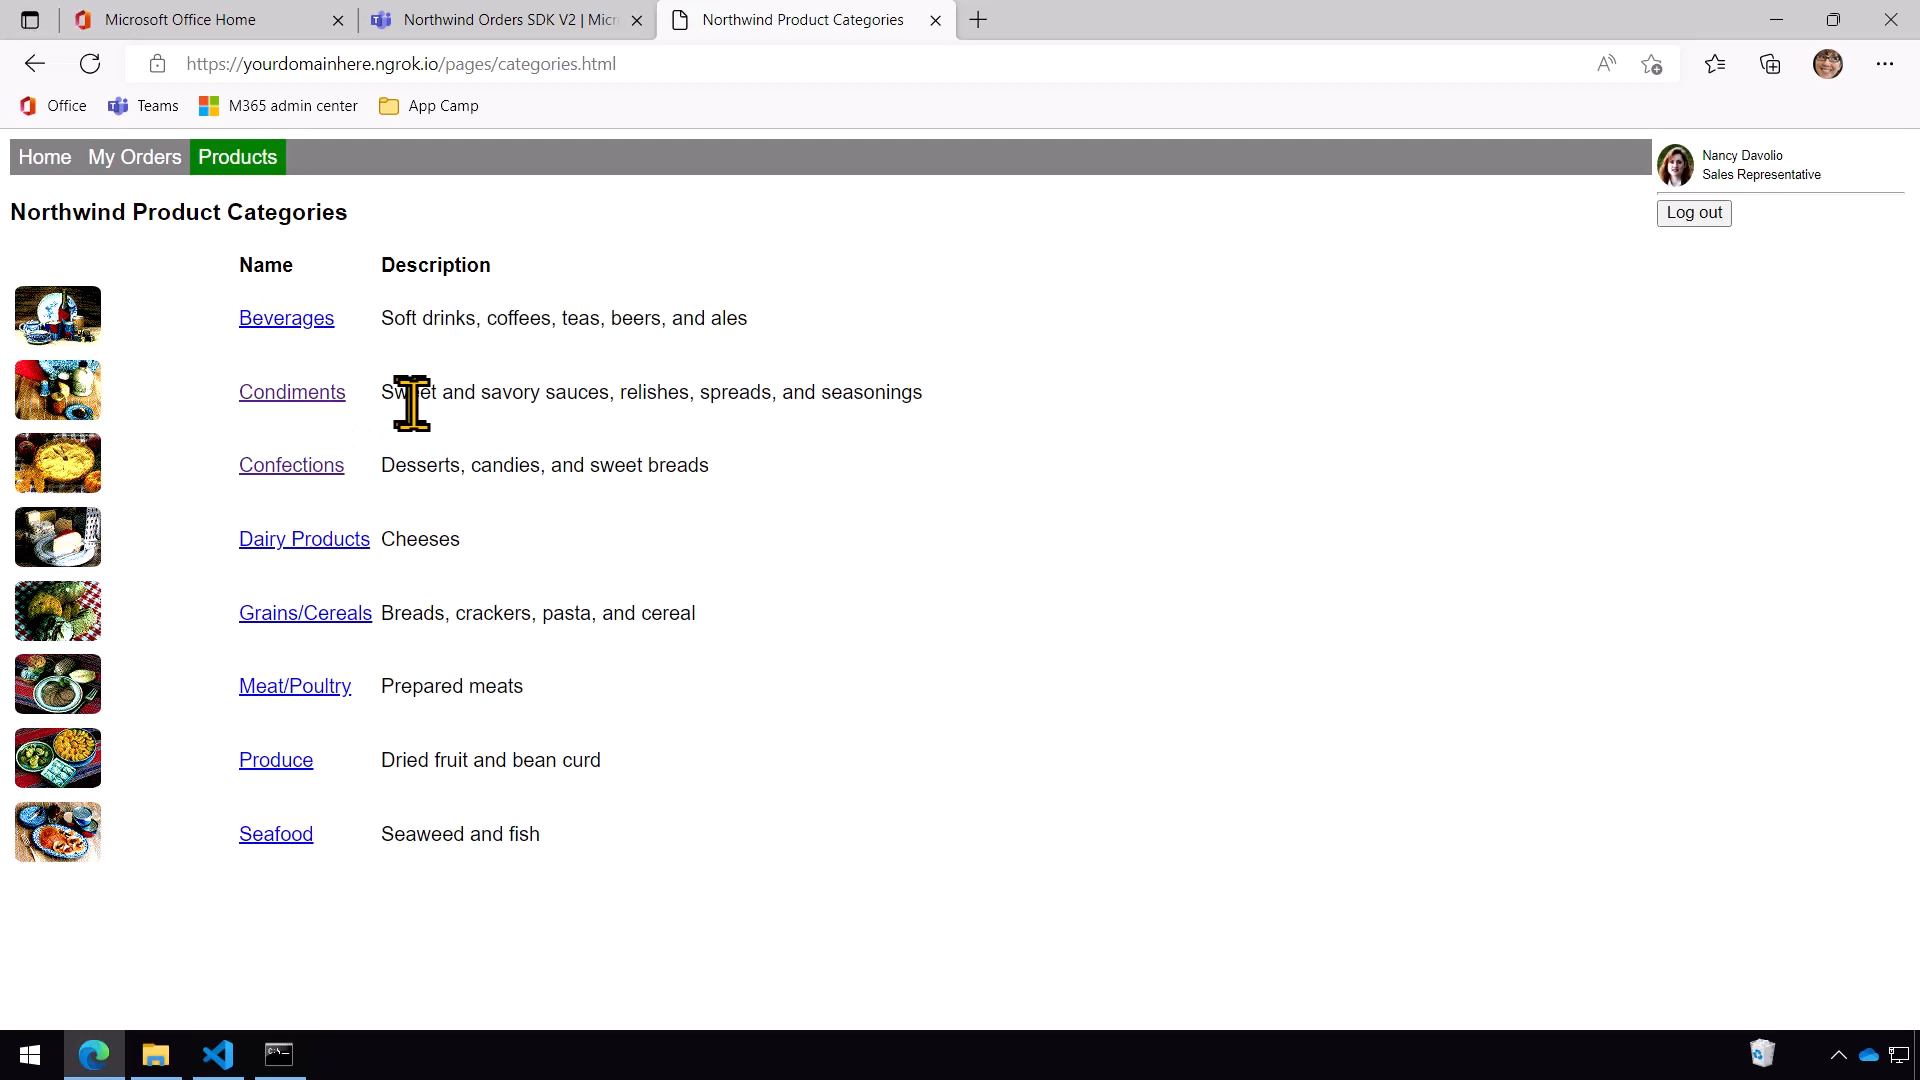 Microsoft Office Home
Northwind Orders SDK V2 | Micr
Northwind Product Categories
https://yourdomainhere.ngrok.io/pages/categories.html
Office
Teams
M365 admin center
App Camp
Home
My Orders
Products
Nancy Davolio
Sales Representative
Log out
Northwind Product Categories
Name Description
Beverages Soft drinks, coffees, teas, beers, and ales
Condiments Sweet and savory sauces, relishes, spreads, and seasonings
Confections Desserts, candies, and sweet breads
Dairy Products Cheeses
Grains/Cereals Breads, crackers, pasta, and cereal
Meat/Poultry Prepared meats
Produce Dried fruit and bean curd
Seafood Seaweed and fish